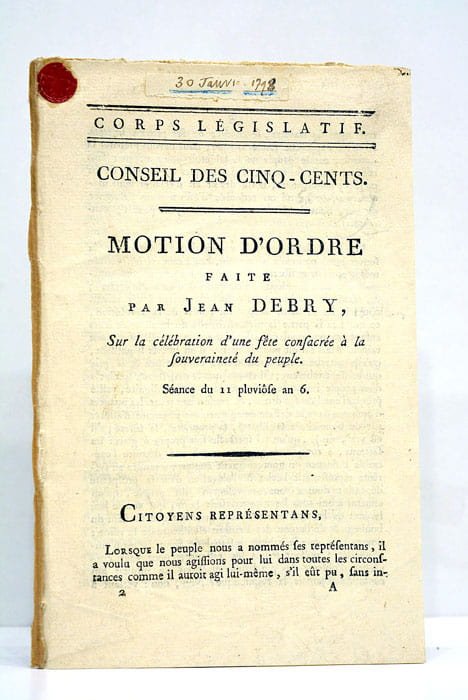 30 Janvr. 1798
CORPS LÉGISLATIF.
CONSEIL DES CINQ-CENTS.
MOTION D'ORDRE
FAITE
PAR JEAN DEBRY,
Sur la célébration d'une fête conſacrée à la
ſouveraineté du peuple.
Séance du 11 pluviôſe an 6.
CITOYENS REPRÉSENTANS,
LORSQUE le peuple nous a nommés ſes repréſentans, il
a voulu que nous agiſſions pour lui dans toutes les circonſ-
tances comme il auroit agi lui-même, s'il eût pu, ſans in-
2 A